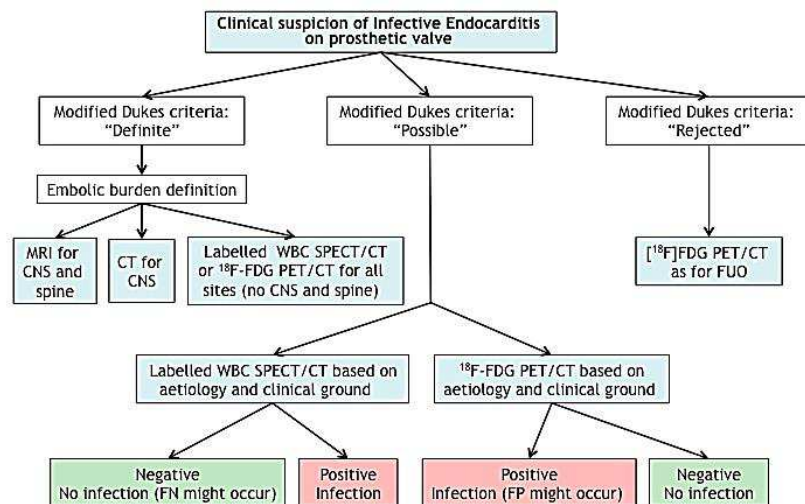 Clinical suspicion of Infective Endocarditis
on prosthetic valve
Modified Dukes criteria:
“Definite”
Modified Dukes criteria:
“Possible”
Modified Dukes criteria:
“Rejected”
Embolic burden definition
MRI for
CNS and
spine
CT for
CNS
Labelled WBC SPECT/CT
or ¹⁸F-FDG PET/CT for all
sites (no CNS and spine)
[¹⁸F]FDG PET/CT
as for FUO
Labelled WBC SPECT/CT based on
aetiology and clinical ground
¹⁸F-FDG PET/CT based on
aetiology and clinical ground
Negative
No infection (FN might occur)
Positive
Infection
Positive
Infection (FP might occur)
Negative
No infection